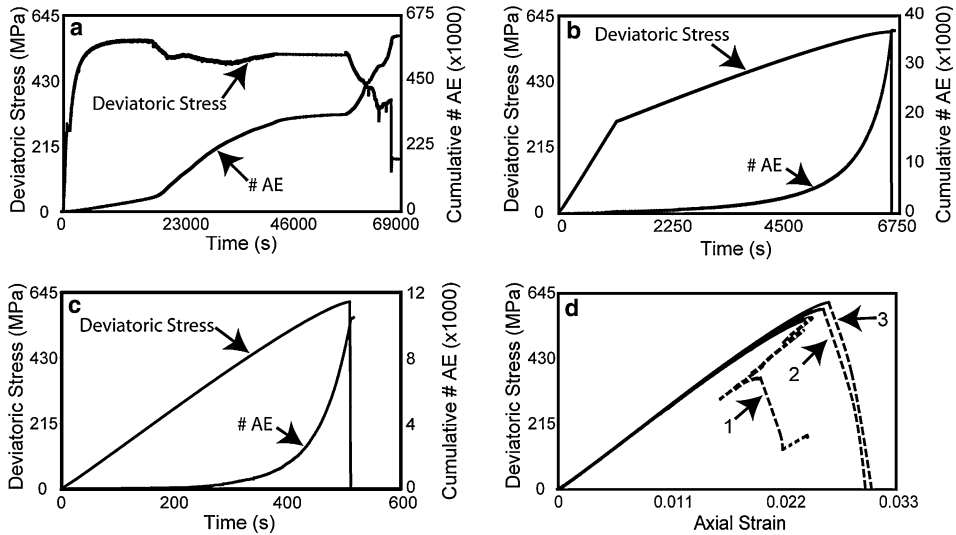 a
Deviatoric Stress (MPa)
645
430
215
0
Deviatoric Stress
# AE
0
23000
46000
69000
Time (s)
675
450
225
0
Cumulative # AE (x1000)
b
Deviatoric Stress (MPa)
645
430
215
0
Deviatoric Stress
# AE
0
2250
4500
6750
Time (s)
40
30
20
10
0
Cumulative # AE (x1000)
c
Deviatoric Stress (MPa)
645
430
215
0
Deviatoric Stress
# AE
0
200
400
600
Time (s)
12
8
4
0
Cumulative # AE (x1000)
d
Deviatoric Stress (MPa)
645
430
215
0
1
2
3
0
0.011
0.022
0.033
Axial Strain